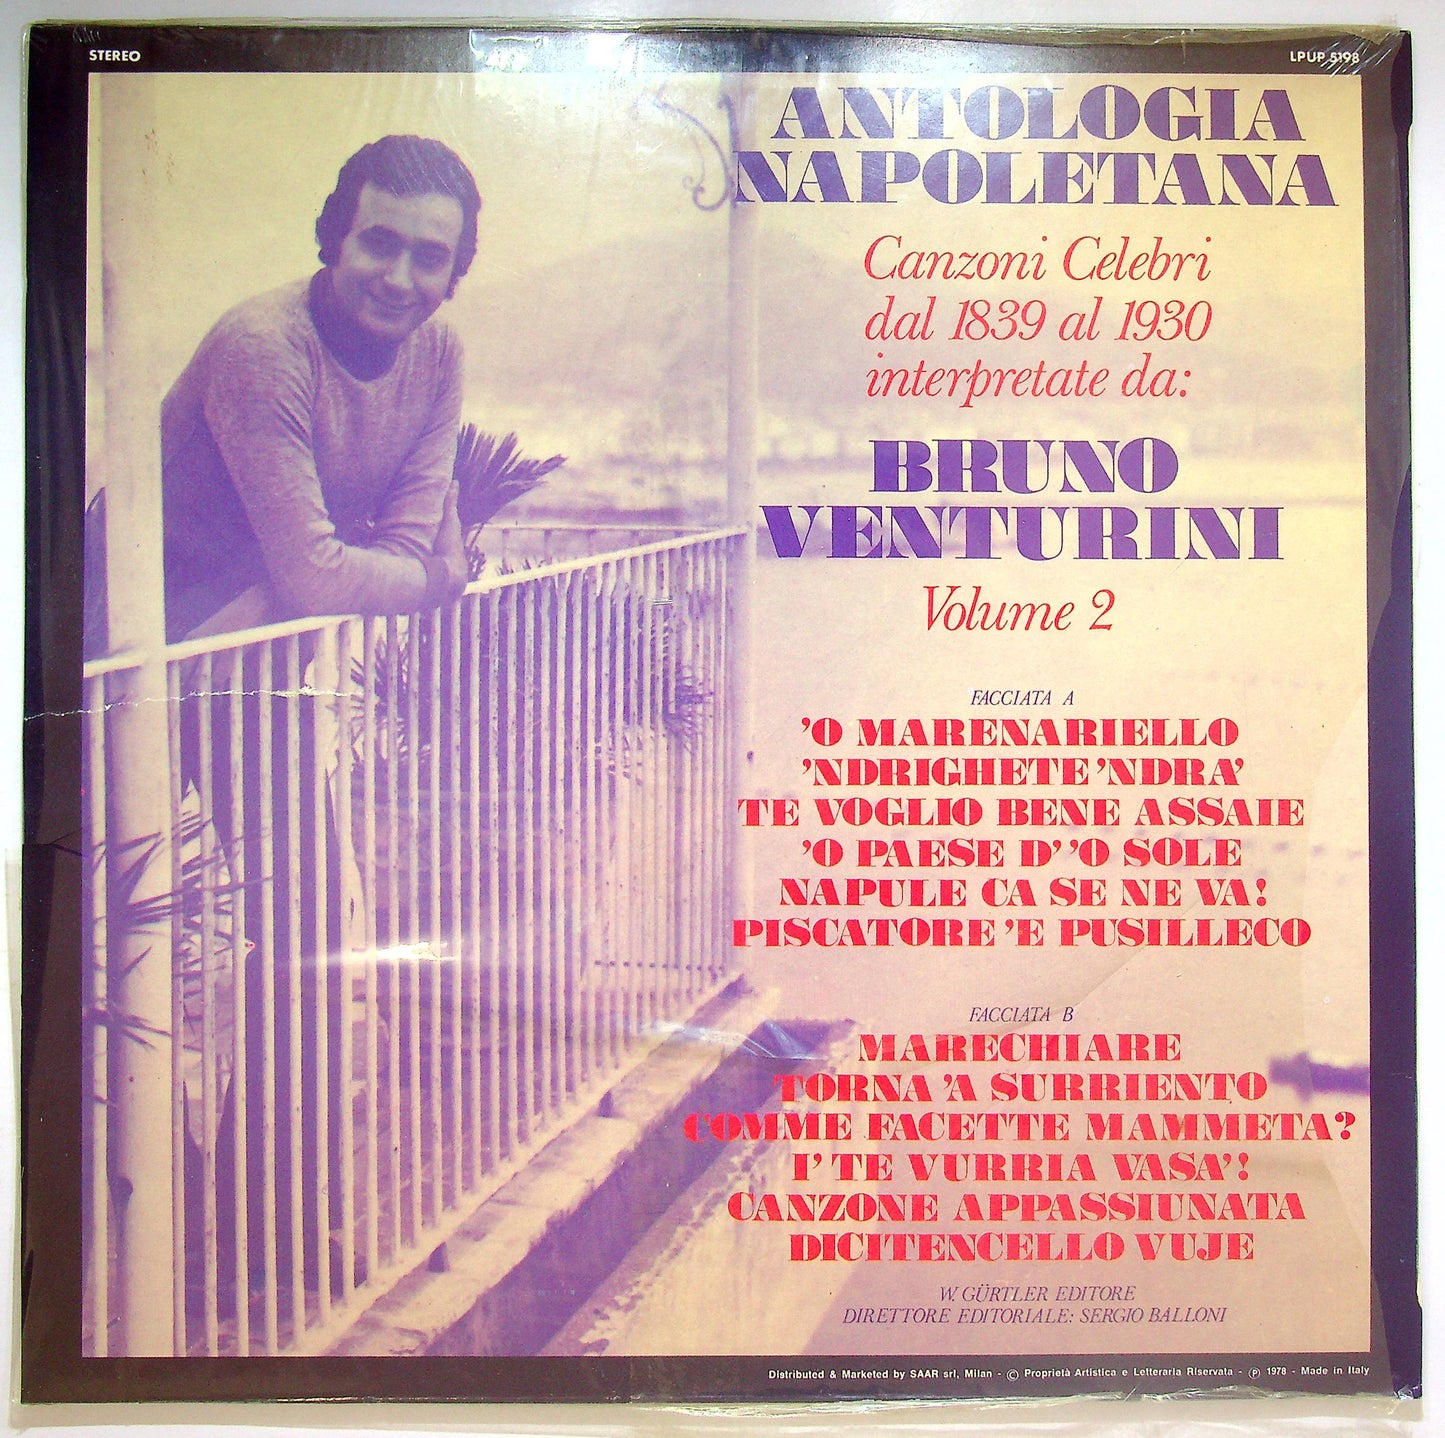 STEREO
LPUP 5198
ANTOLOGIA
NAPOLETANA
Canzoni Celebri
dal 1839 al 1930
interpretate da:
BRUNO
VENTURINI
Volume 2
FACCIATA A
'O MARENARIELLO
'NDRIGHETE 'NDRA'
TE VOGLIO BENE ASSAIE
'O PAESE D' 'O SOLE
NAPULE CA SE NE VA!
PISCATORE 'E PUSILLECO
FACCIATA B
MARECHIARE
TORNA 'A SURRIENTO
COMME FACETTE MAMMETA?
I' TE VURRIA VASA'!
CANZONE APPASSIUNATA
DICITENCELLO VUJE
W. GÜRTLER EDITORE
DIRETTORE EDITORIALE: SERGIO BALLONI
Distributed & Marketed by SAAR srl, Milan - © Proprietà Artistica e Letteraria Riservata - ℗ 1978 - Made in Italy